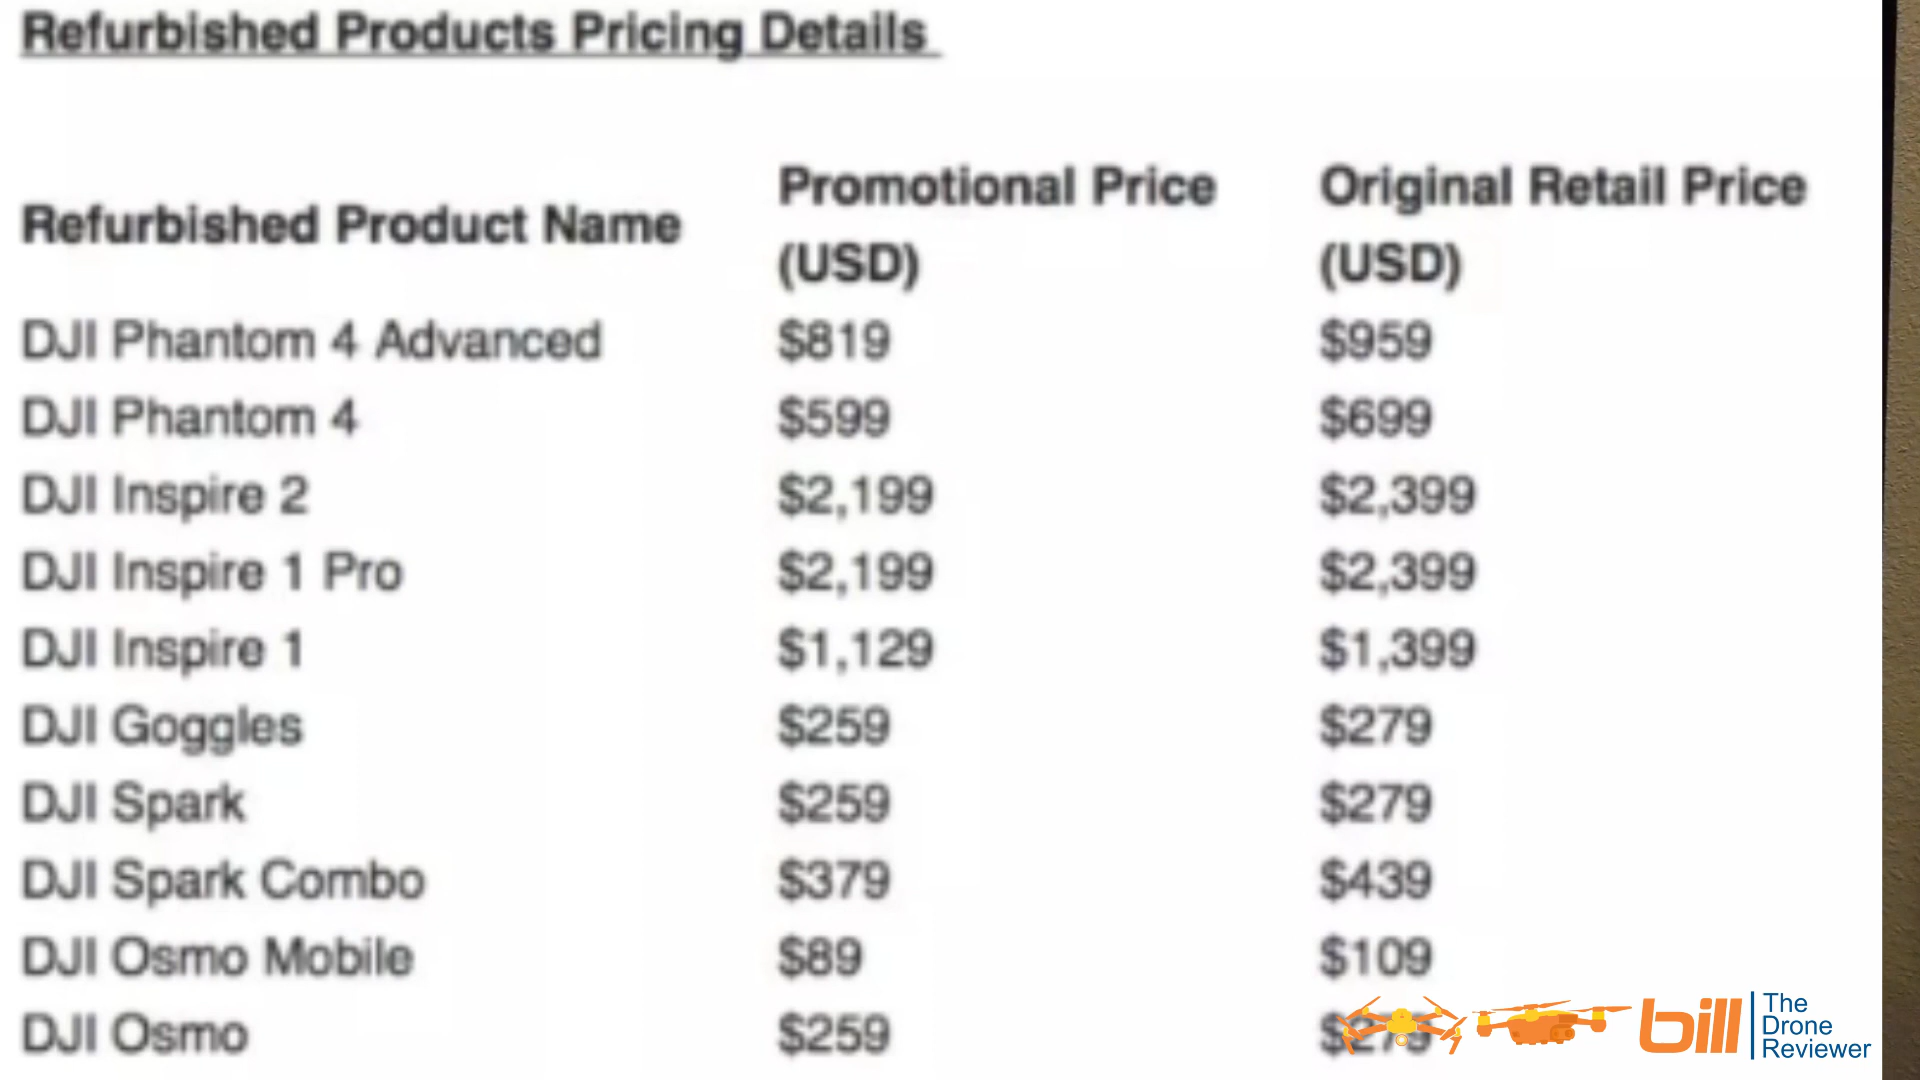 Refurbished Products Pricing Details
Refurbished Product Name Promotional Price (USD) Original Retail Price (USD)
DJI Phantom 4 Advanced $819 $959
DJI Phantom 4 $599 $699
DJI Inspire 2 $2,199 $2,399
DJI Inspire 1 Pro $2,199 $2,399
DJI Inspire 1 $1,129 $1,399
DJI Goggles $259 $279
DJI Spark $259 $279
DJI Spark Combo $379 $439
DJI Osmo Mobile $89 $109
DJI Osmo $259
bill
The
Drone
Reviewer